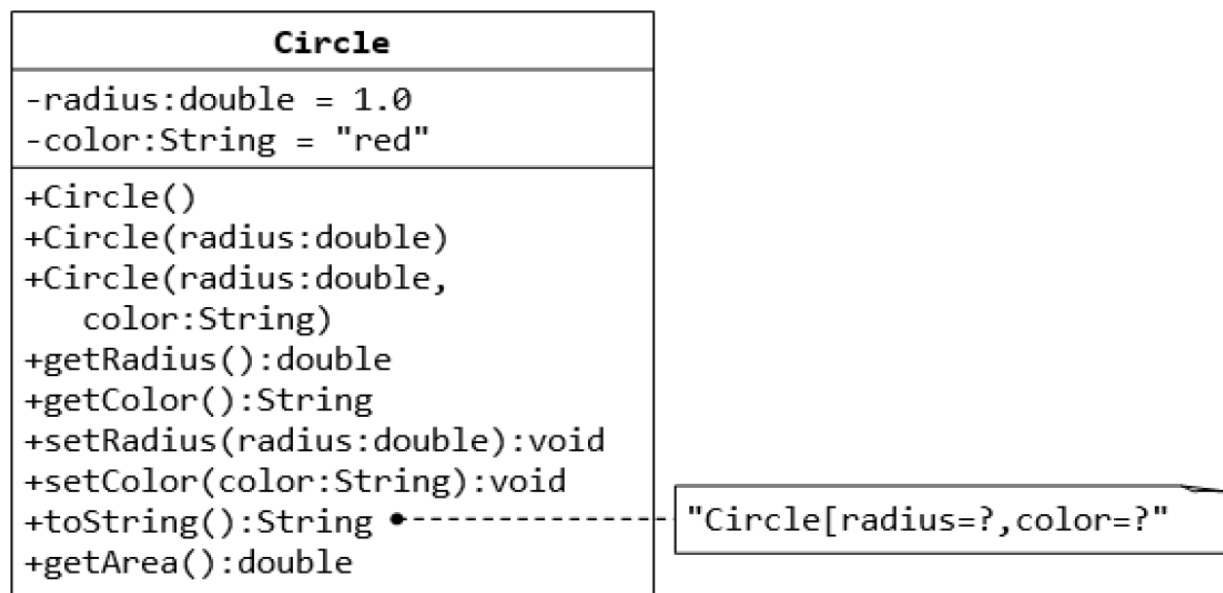 Circle
-radius:double = 1.0
-color:String = "red"
+Circle()
+Circle(radius:double)
+Circle(radius:double,
color:String)
+getRadius():double
+getColor():String
+setRadius(radius:double):void
+setColor(color:String):void
+toString():String
"Circle[radius=?,color=?"
+getArea():double